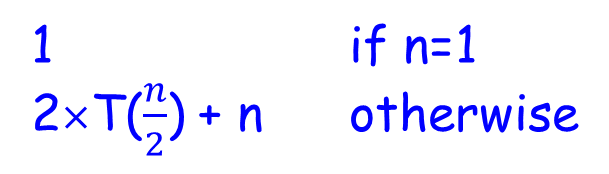 1 if n=1
2×T(n/2) + n otherwise